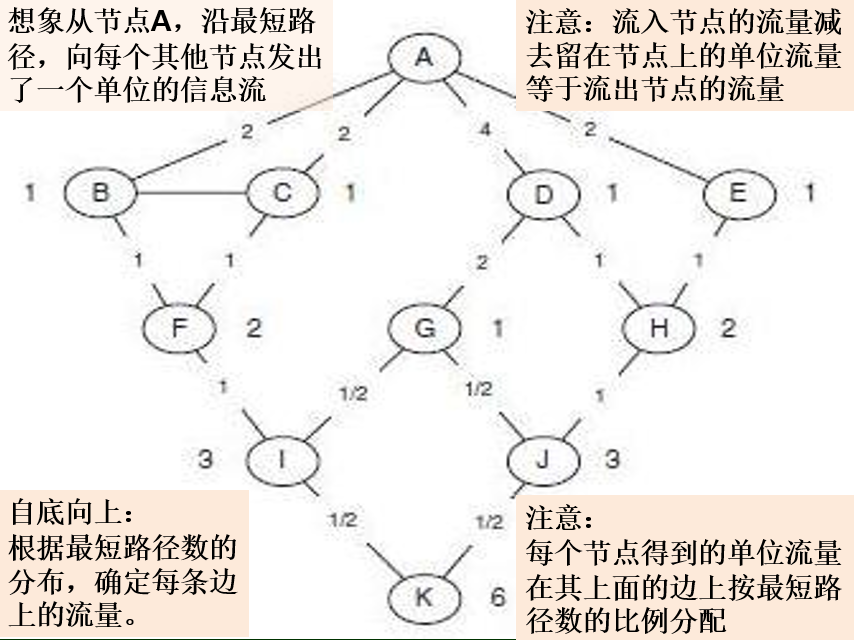 想象从节点A，沿最短路
径，向每个其他节点发出
了一个单位的信息流
注意：流入节点的流量减
去留在节点上的单位流量
等于流出节点的流量
A
2
2
4
2
1
B
C
1
D
1
E
1
1
1
2
1
1
F
2
G
1
H
2
1
1/2
1/2
1
3
I
J
3
1/2
1/2
K
6
自底向上：
根据最短路径数的
分布，确定每条边
上的流量。
注意：
每个节点得到的单位流量
在其上面的边上按最短路
径数的比例分配